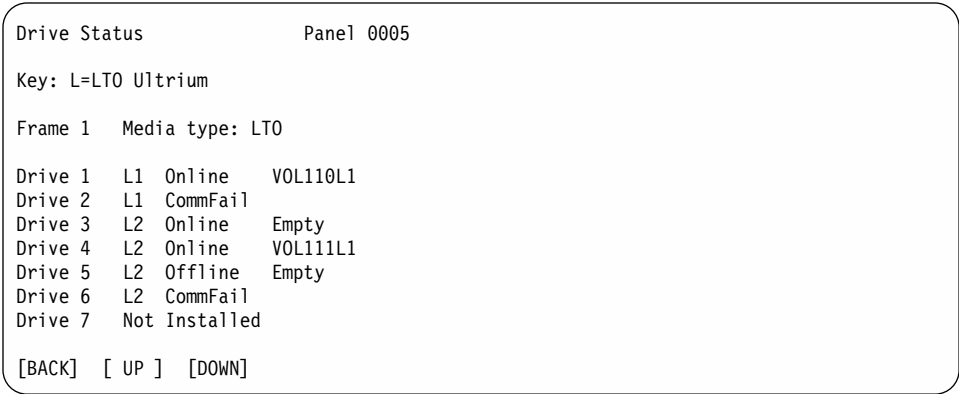 Drive Status Panel 0005
Key: L=LTO Ultrium
Frame 1 Media type: LTO
Drive 1 L1 Online VOL110L1
Drive 2 L1 CommFail
Drive 3 L2 Online Empty
Drive 4 L2 Online VOL111L1
Drive 5 L2 Offline Empty
Drive 6 L2 CommFail
Drive 7 Not Installed
[BACK] [ UP ] [DOWN]